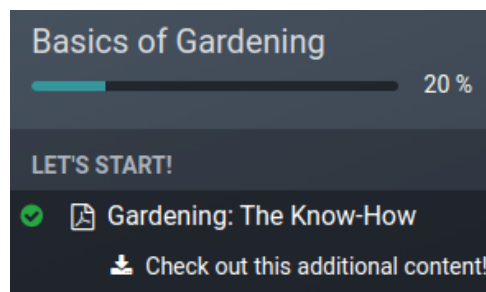 Basics of Gardening
20 %
LET'S START!
Gardening: The Know-How
Check out this additional content!